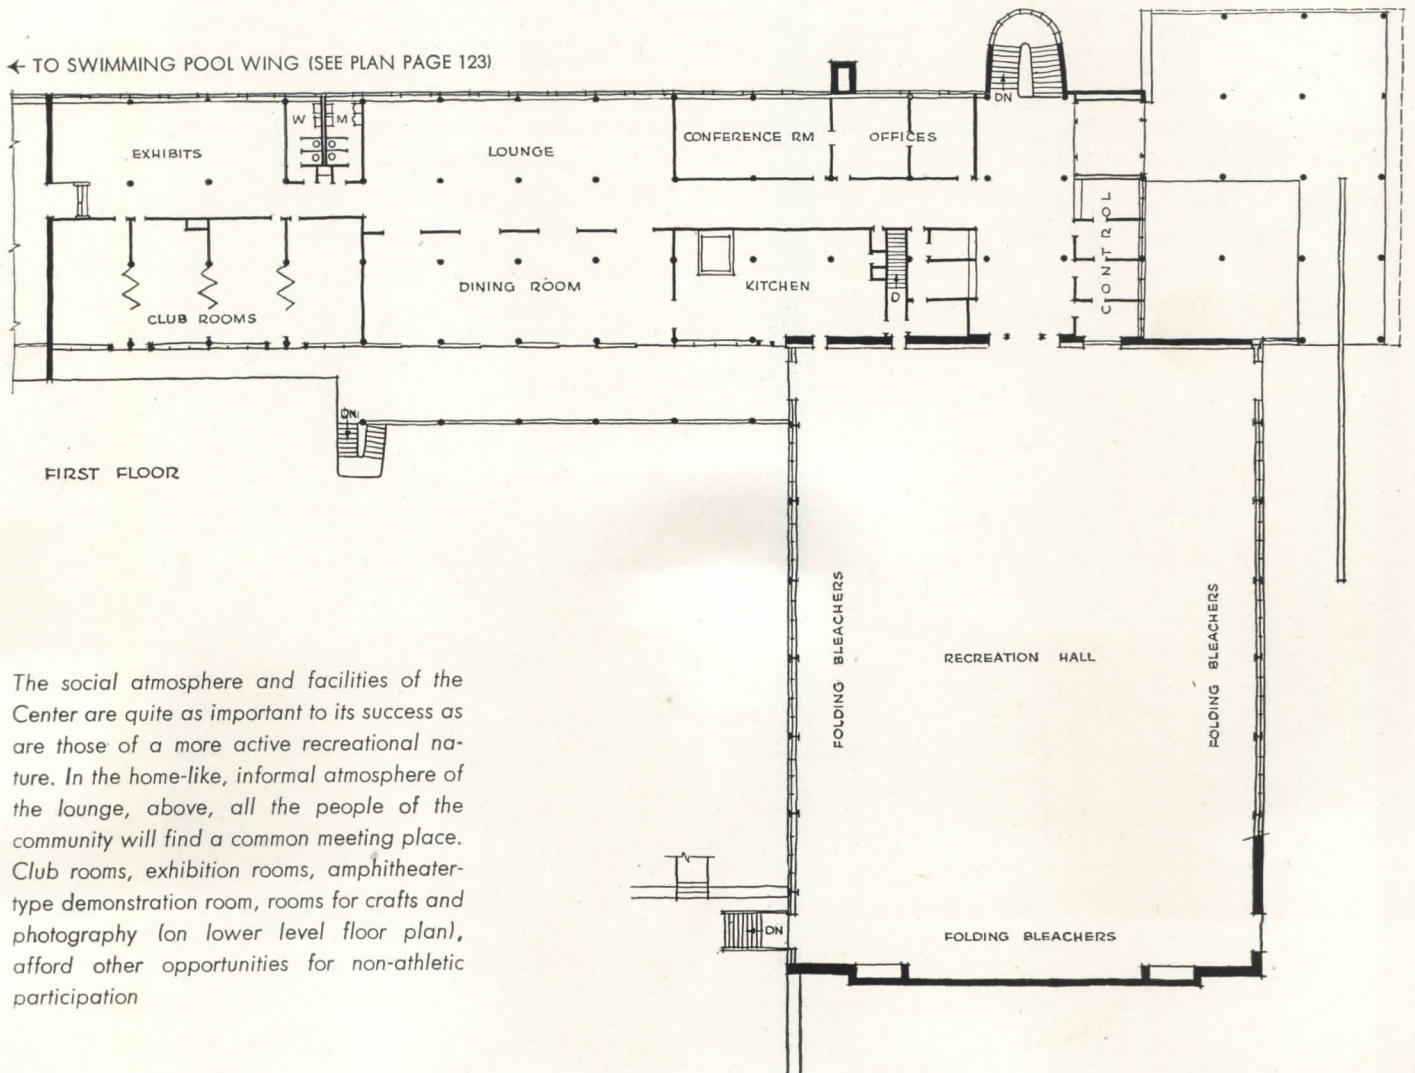 ← TO SWIMMING POOL WING (SEE PLAN PAGE 123)
DN
W M
EXHIBITS
LOUNGE
CONFERENCE RM
OFFICES
CONTROL
DINING ROOM
KITCHEN
D
CLUB ROOMS
DN
FIRST FLOOR
FOLDING BLEACHERS
RECREATION HALL
FOLDING BLEACHERS
DN
FOLDING BLEACHERS
The social atmosphere and facilities of the
Center are quite as important to its success as
are those of a more active recreational na-
ture. In the home-like, informal atmosphere of
the lounge, above, all the people of the
community will find a common meeting place.
Club rooms, exhibition rooms, amphitheater-
type demonstration room, rooms for crafts and
photography (on lower level floor plan),
afford other opportunities for non-athletic
participation